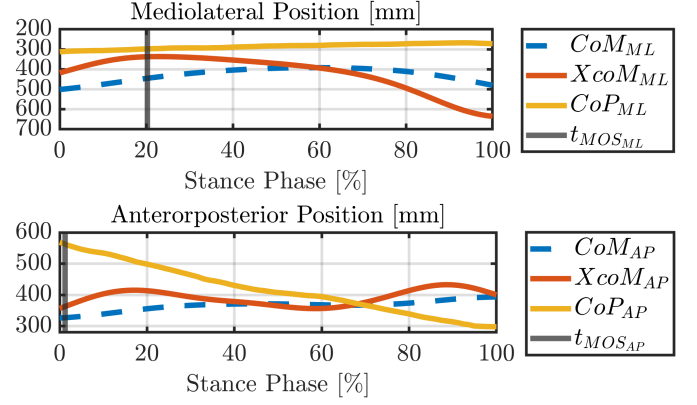 Mediolateral Position [mm]
200
300
400
500
600
700
0 20 40 60 80 100
Stance Phase [%]
CoM_ML
XcoM_ML
CoP_ML
t_MOS_ML
Anterorposterior Position [mm]
600
500
400
300
0 20 40 60 80 100
Stance Phase [%]
CoM_AP
XcoM_AP
CoP_AP
t_MOS_AP